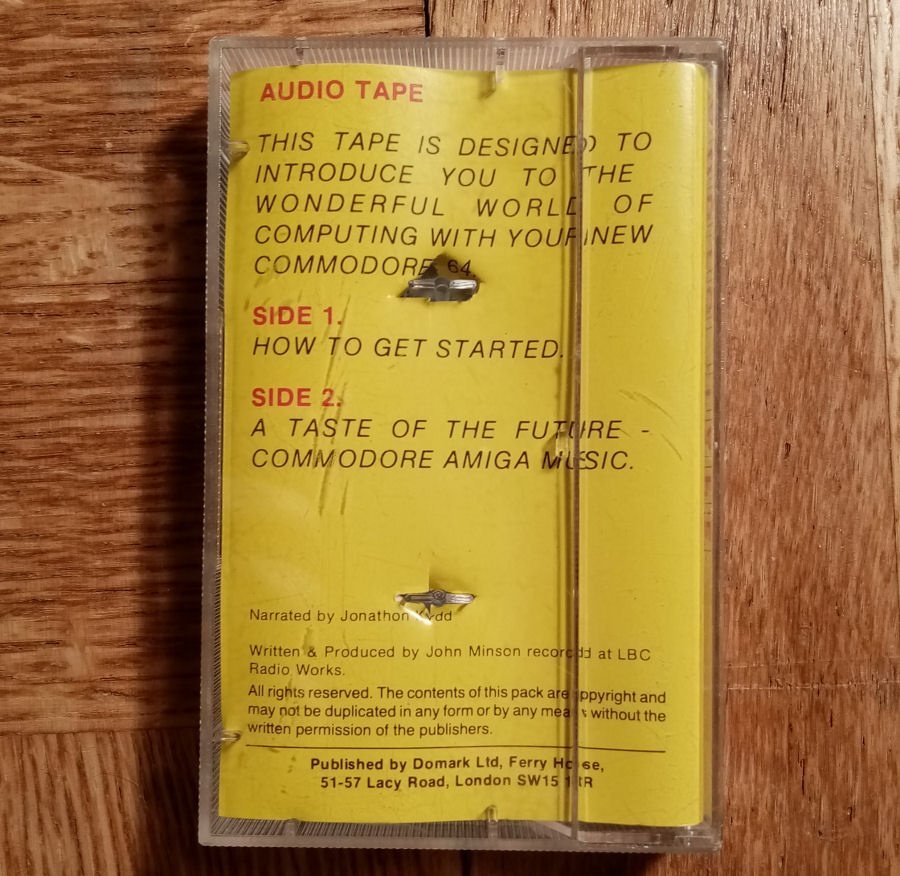 AUDIO TAPE
THIS TAPE IS DESIGNED TO
INTRODUCE YOU TO THE
WONDERFUL WORLD OF
COMPUTING WITH YOUR NEW
COMMODORE 64.
SIDE 1.
HOW TO GET STARTED.
SIDE 2.
A TASTE OF THE FUTURE -
COMMODORE AMIGA MUSIC.
Narrated by Jonathon Kydd
Written & Produced by John Minson recorded at LBC
Radio Works.
All rights reserved. The contents of this pack are copyright and
may not be duplicated in any form or by any means without the
written permission of the publishers.
Published by Domark Ltd, Ferry House,
51-57 Lacy Road, London SW15